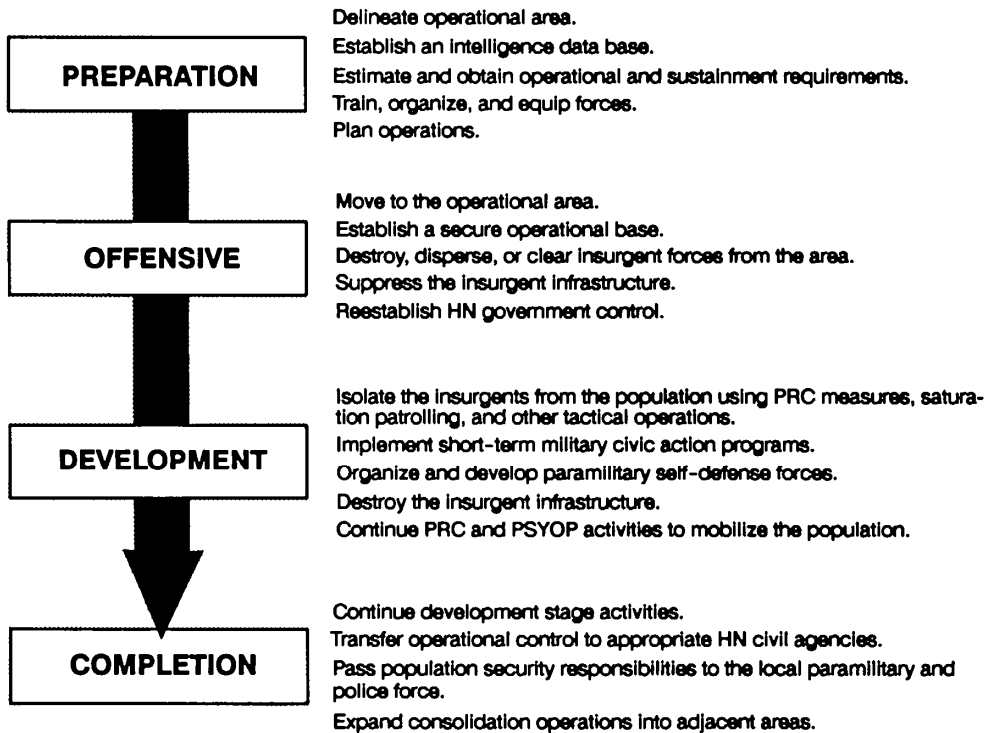 PREPARATION
Delineate operational area.
Establish an intelligence data base.
Estimate and obtain operational and sustainment requirements.
Train, organize, and equip forces.
Plan operations.
OFFENSIVE
Move to the operational area.
Establish a secure operational base.
Destroy, disperse, or clear insurgent forces from the area.
Suppress the insurgent infrastructure.
Reestablish HN government control.
DEVELOPMENT
Isolate the insurgents from the population using PRC measures, satura-
tion patrolling, and other tactical operations.
Implement short-term military civic action programs.
Organize and develop paramilitary self-defense forces.
Destroy the insurgent infrastructure.
Continue PRC and PSYOP activities to mobilize the population.
COMPLETION
Continue development stage activities.
Transfer operational control to appropriate HN civil agencies.
Pass population security responsibilities to the local paramilitary and
police force.
Expand consolidation operations into adjacent areas.